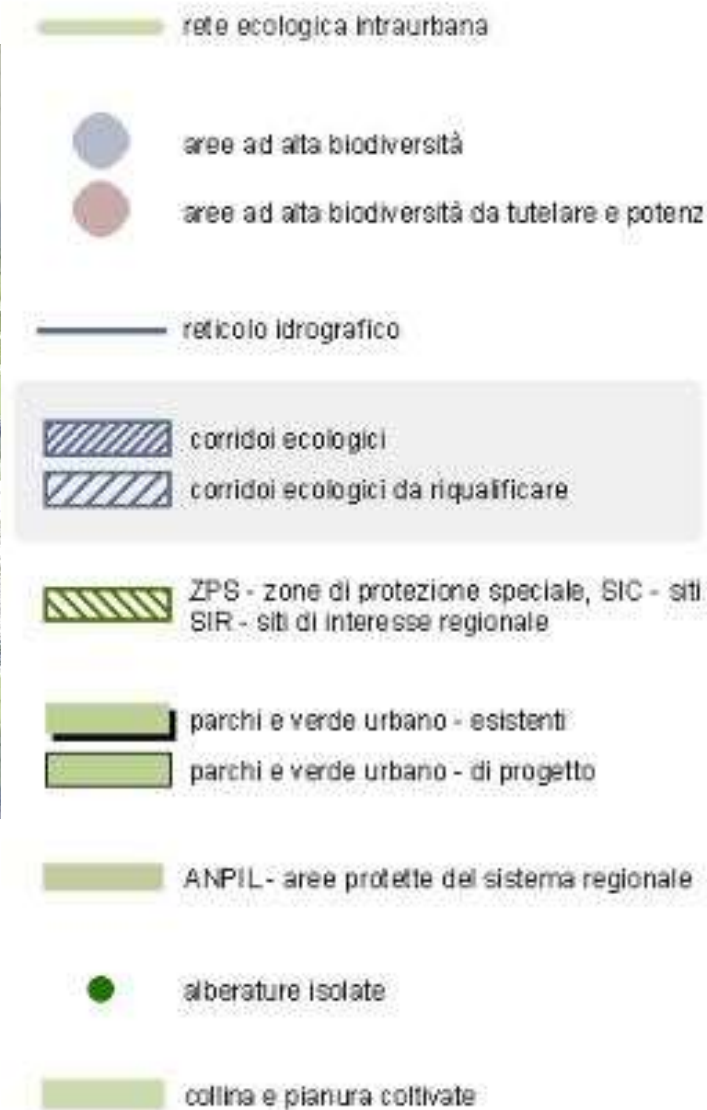 rete ecologica intraurbana
aree ad alta biodiversità
aree ad alta biodiversità da tutelare e potenz
reticolo idrografico
corridoi ecologici
corridoi ecologici da riqualificare
ZPS - zone di protezione speciale, SIC - siti
SIR - siti di interesse regionale
parchi e verde urbano - esistenti
parchi e verde urbano - di progetto
ANPIL - aree protette del sistema regionale
alberature isolate
collina e pianura coltivate